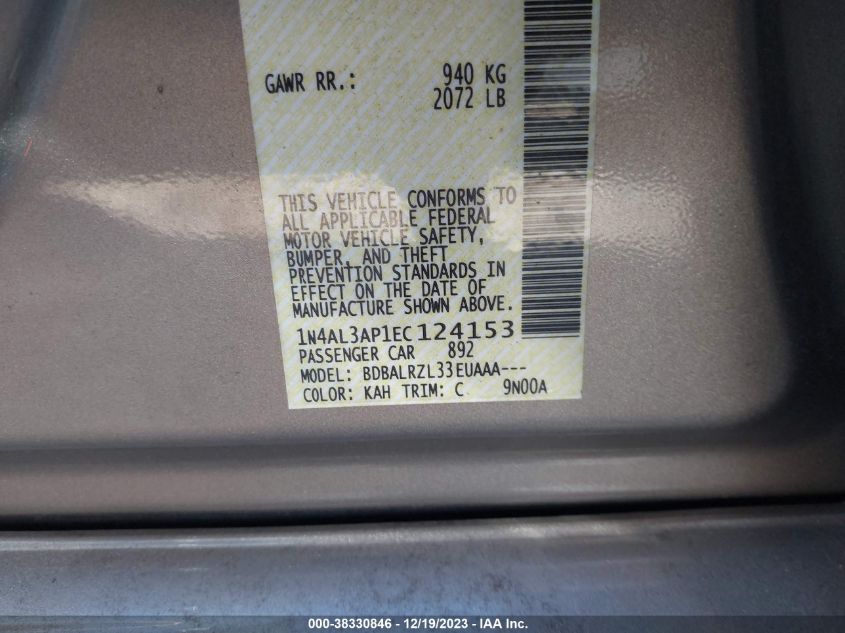 GAWR RR.: 940 KG
2072 LB
THIS VEHICLE CONFORMS TO
ALL APPLICABLE FEDERAL
MOTOR VEHICLE SAFETY,
BUMPER, AND THEFT
PREVENTION STANDARDS IN
EFFECT ON THE DATE OF
MANUFACTURE SHOWN ABOVE.
1N4AL3AP1EC124153
PASSENGER CAR 892
MODEL: BDBALRZL33EUAAA---
COLOR: KAH TRIM: C 9N00A
000-38330846 - 12/19/2023 - IAA Inc.